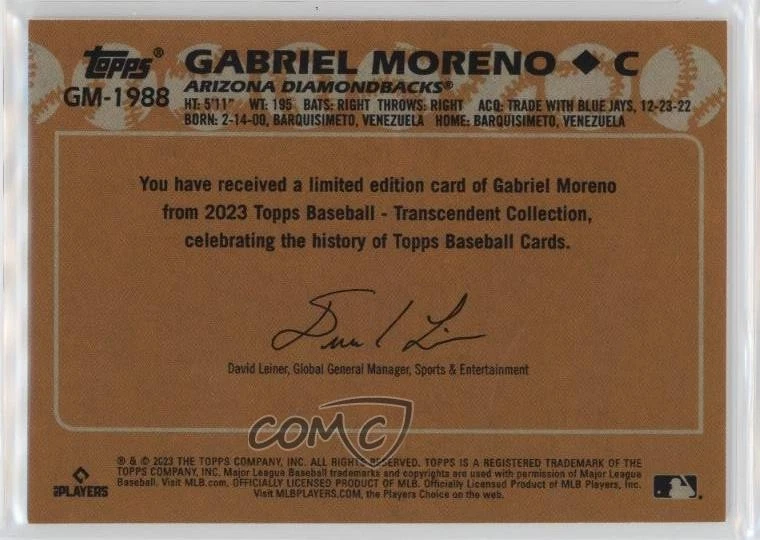 Topps®
GM-1988
GABRIEL MORENO ◆ C
ARIZONA DIAMONDBACKS®
HT: 5'11" WT: 195 BATS: RIGHT THROWS: RIGHT ACQ: TRADE WITH BLUE JAYS, 12-23-22
BORN: 2-14-00, BARQUISIMETO, VENEZUELA HOME: BARQUISIMETO, VENEZUELA
You have received a limited edition card of Gabriel Moreno
from 2023 Topps Baseball - Transcendent Collection,
celebrating the history of Topps Baseball Cards.
David Leiner, Global General Manager, Sports & Entertainment
COMC
® & © 2023 THE TOPPS COMPANY, INC. ALL RIGHTS RESERVED. TOPPS IS A REGISTERED TRADEMARK OF THE
TOPPS COMPANY, INC. Major League Baseball trademarks and copyrights are used with permission of Major League
Baseball. Visit MLB.com. OFFICIALLY LICENSED PRODUCT OF MLB. Officially Licensed Product of MLB Players, Inc.
Visit MLBPLAYERS.COM, the Players Choice on the web.
PLAYERS